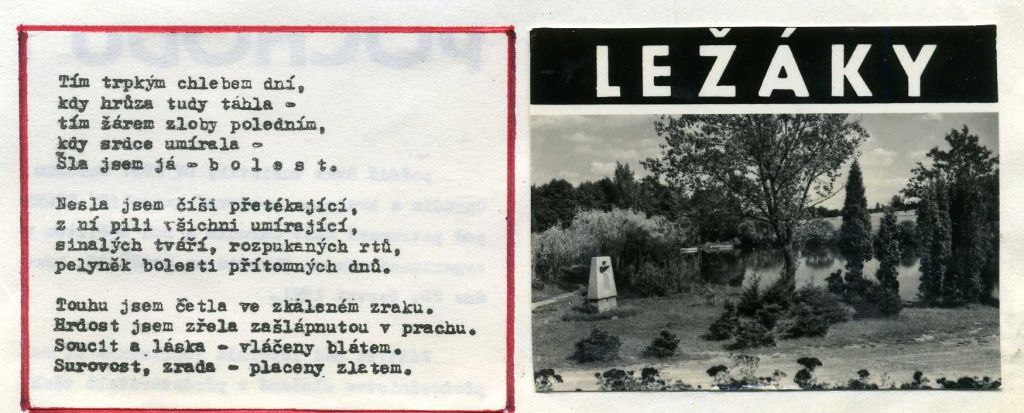 Tím trpkým chlebem dní,
kdy hrůza tudy táhla -
tím žárem zloby poledním,
kdy srdce umírala -
Šla jsem já - b o l e s t.
Nesla jsem číši přetékající,
z ní pili všichni umírající,
sinalých tváří, rozpukaných rtů,
pelyněk bolesti přítomných dnů.
Touhu jsem četla ve zkáleném zraku.
Hrdost jsem zřela zašlápnutou v prachu.
Soucit a láska - vláčeny blátem.
Surovost, zrada - placeny zlatem.
LEŽÁKY